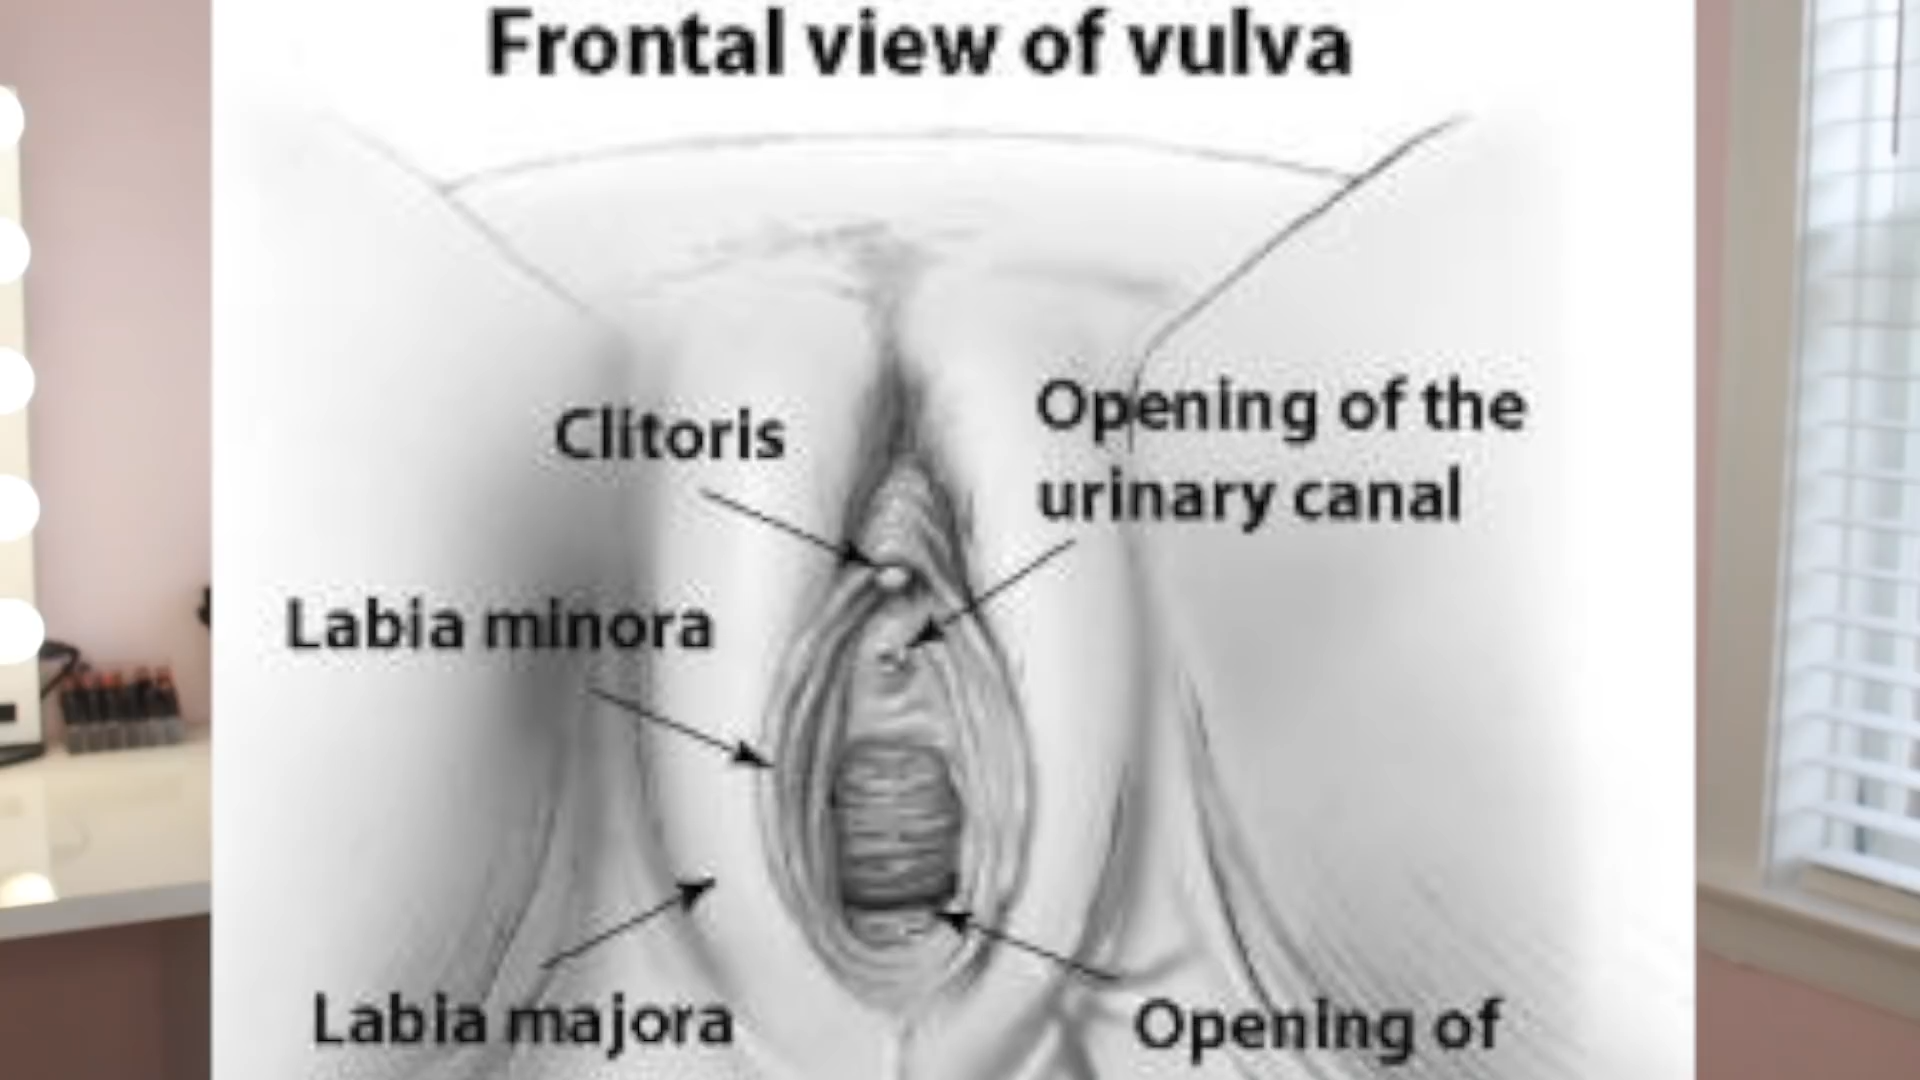 Frontal view of vulva
Clitoris
Opening of the
urinary canal
Labia minora
Labia majora
Opening of